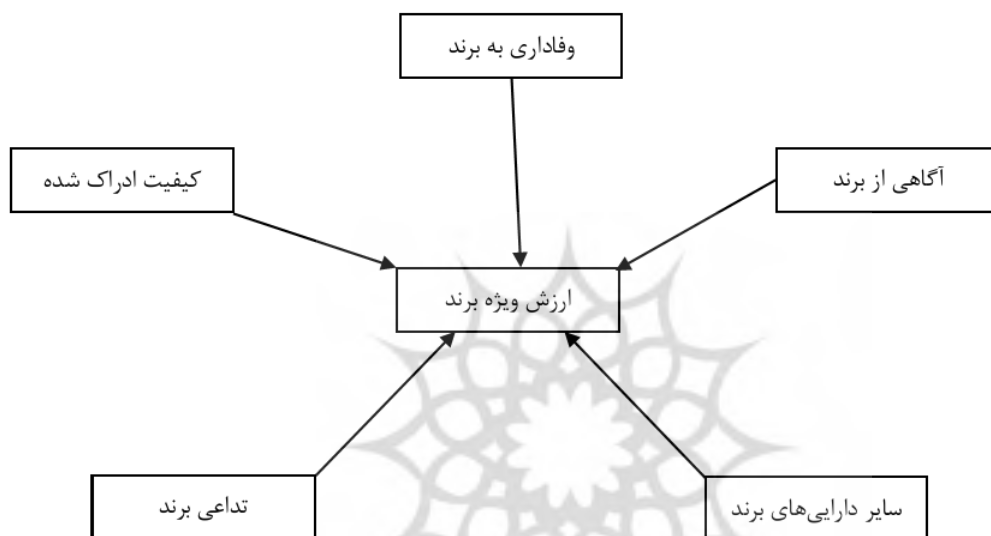 وفاداری به برند
آگاهی از برند
کیفیت ادراک شده
ارزش ویژه برند
سایر دارایی‌های برند
تداعی برند